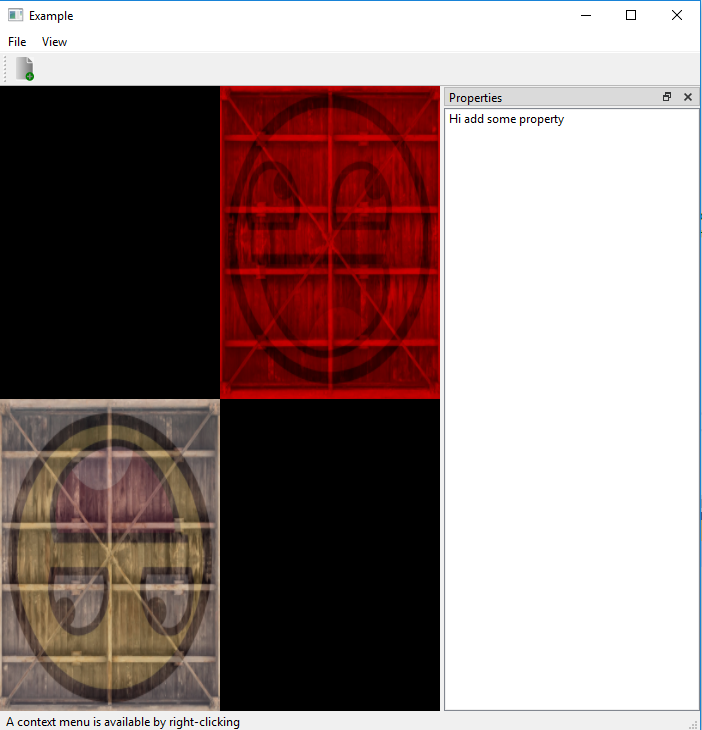 Example
File View
Properties
Hi add some property
A context menu is available by right-clicking